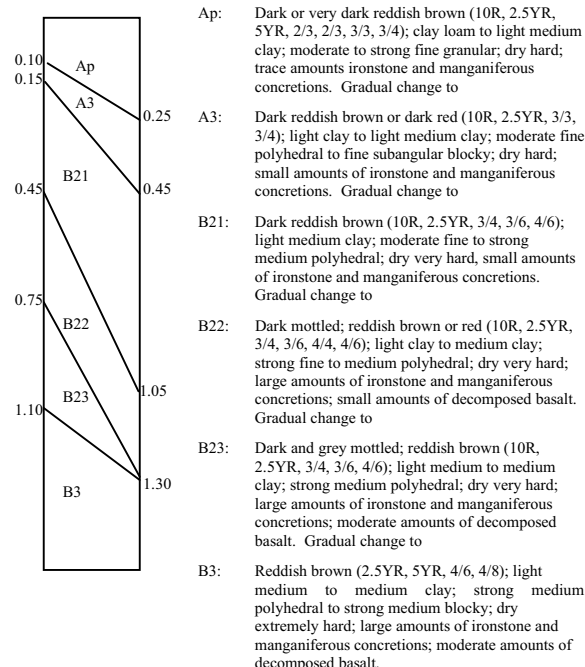 0.10
0.15
0.45
0.75
1.10
Ap
A3
B21
B22
B23
B3
0.25
0.45
1.05
1.30
Ap: Dark or very dark reddish brown (10R, 2.5YR,
5YR, 2/3, 2/3, 3/3, 3/4); clay loam to light medium
clay; moderate to strong fine granular; dry hard;
trace amounts ironstone and manganiferous
concretions. Gradual change to
A3: Dark reddish brown or dark red (10R, 2.5YR, 3/3,
3/4); light clay to light medium clay; moderate fine
polyhedral to fine subangular blocky; dry hard;
small amounts of ironstone and manganiferous
concretions. Gradual change to
B21: Dark reddish brown (10R, 2.5YR, 3/4, 3/6, 4/6);
light medium clay; moderate fine to strong
medium polyhedral; dry very hard, small amounts
of ironstone and manganiferous concretions.
Gradual change to
B22: Dark mottled; reddish brown or red (10R, 2.5YR,
3/4, 3/6, 4/4, 4/6); light clay to medium clay;
strong fine to medium polyhedral; dry very hard;
large amounts of ironstone and manganiferous
concretions; small amounts of decomposed basalt.
Gradual change to
B23: Dark and grey mottled; reddish brown (10R,
2.5YR, 3/4, 3/6, 4/6); light medium to medium
clay; strong medium polyhedral; dry very hard;
large amounts of ironstone and manganiferous
concretions; moderate amounts of decomposed
basalt. Gradual change to
B3: Reddish brown (2.5YR, 5YR, 4/6, 4/8); light
medium to medium clay; strong medium
polyhedral to strong medium blocky; dry
extremely hard; large amounts of ironstone and
manganiferous concretions; moderate amounts of
decomposed basalt.